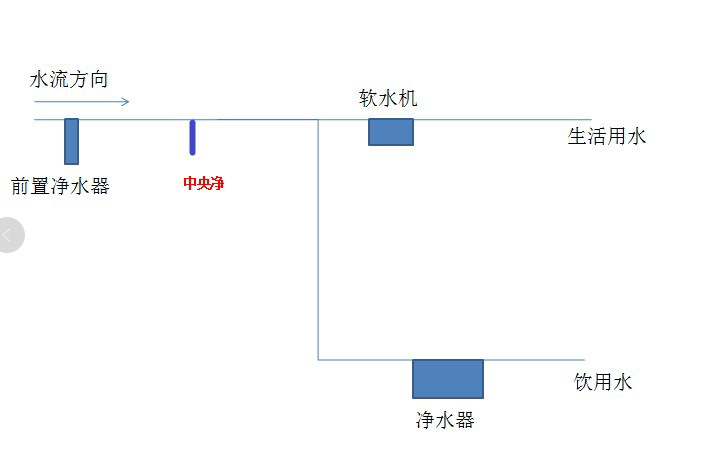 水流方向
软水机
生活用水
前置净水器
中央净
饮用水
净水器